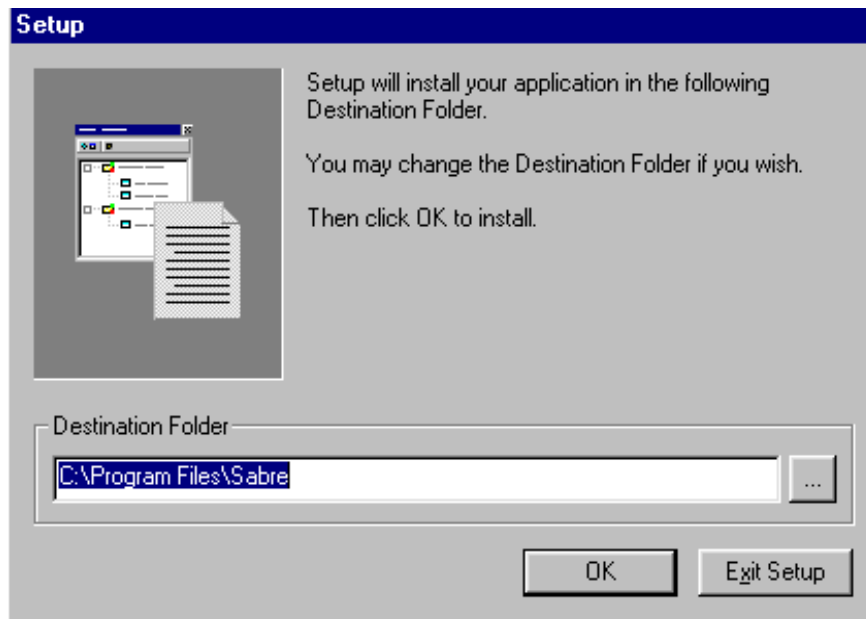 Setup
Setup will install your application in the following
Destination Folder.
You may change the Destination Folder if you wish.
Then click OK to install.
Destination Folder
C:\Program Files\Sabre
...
OK
Exit Setup